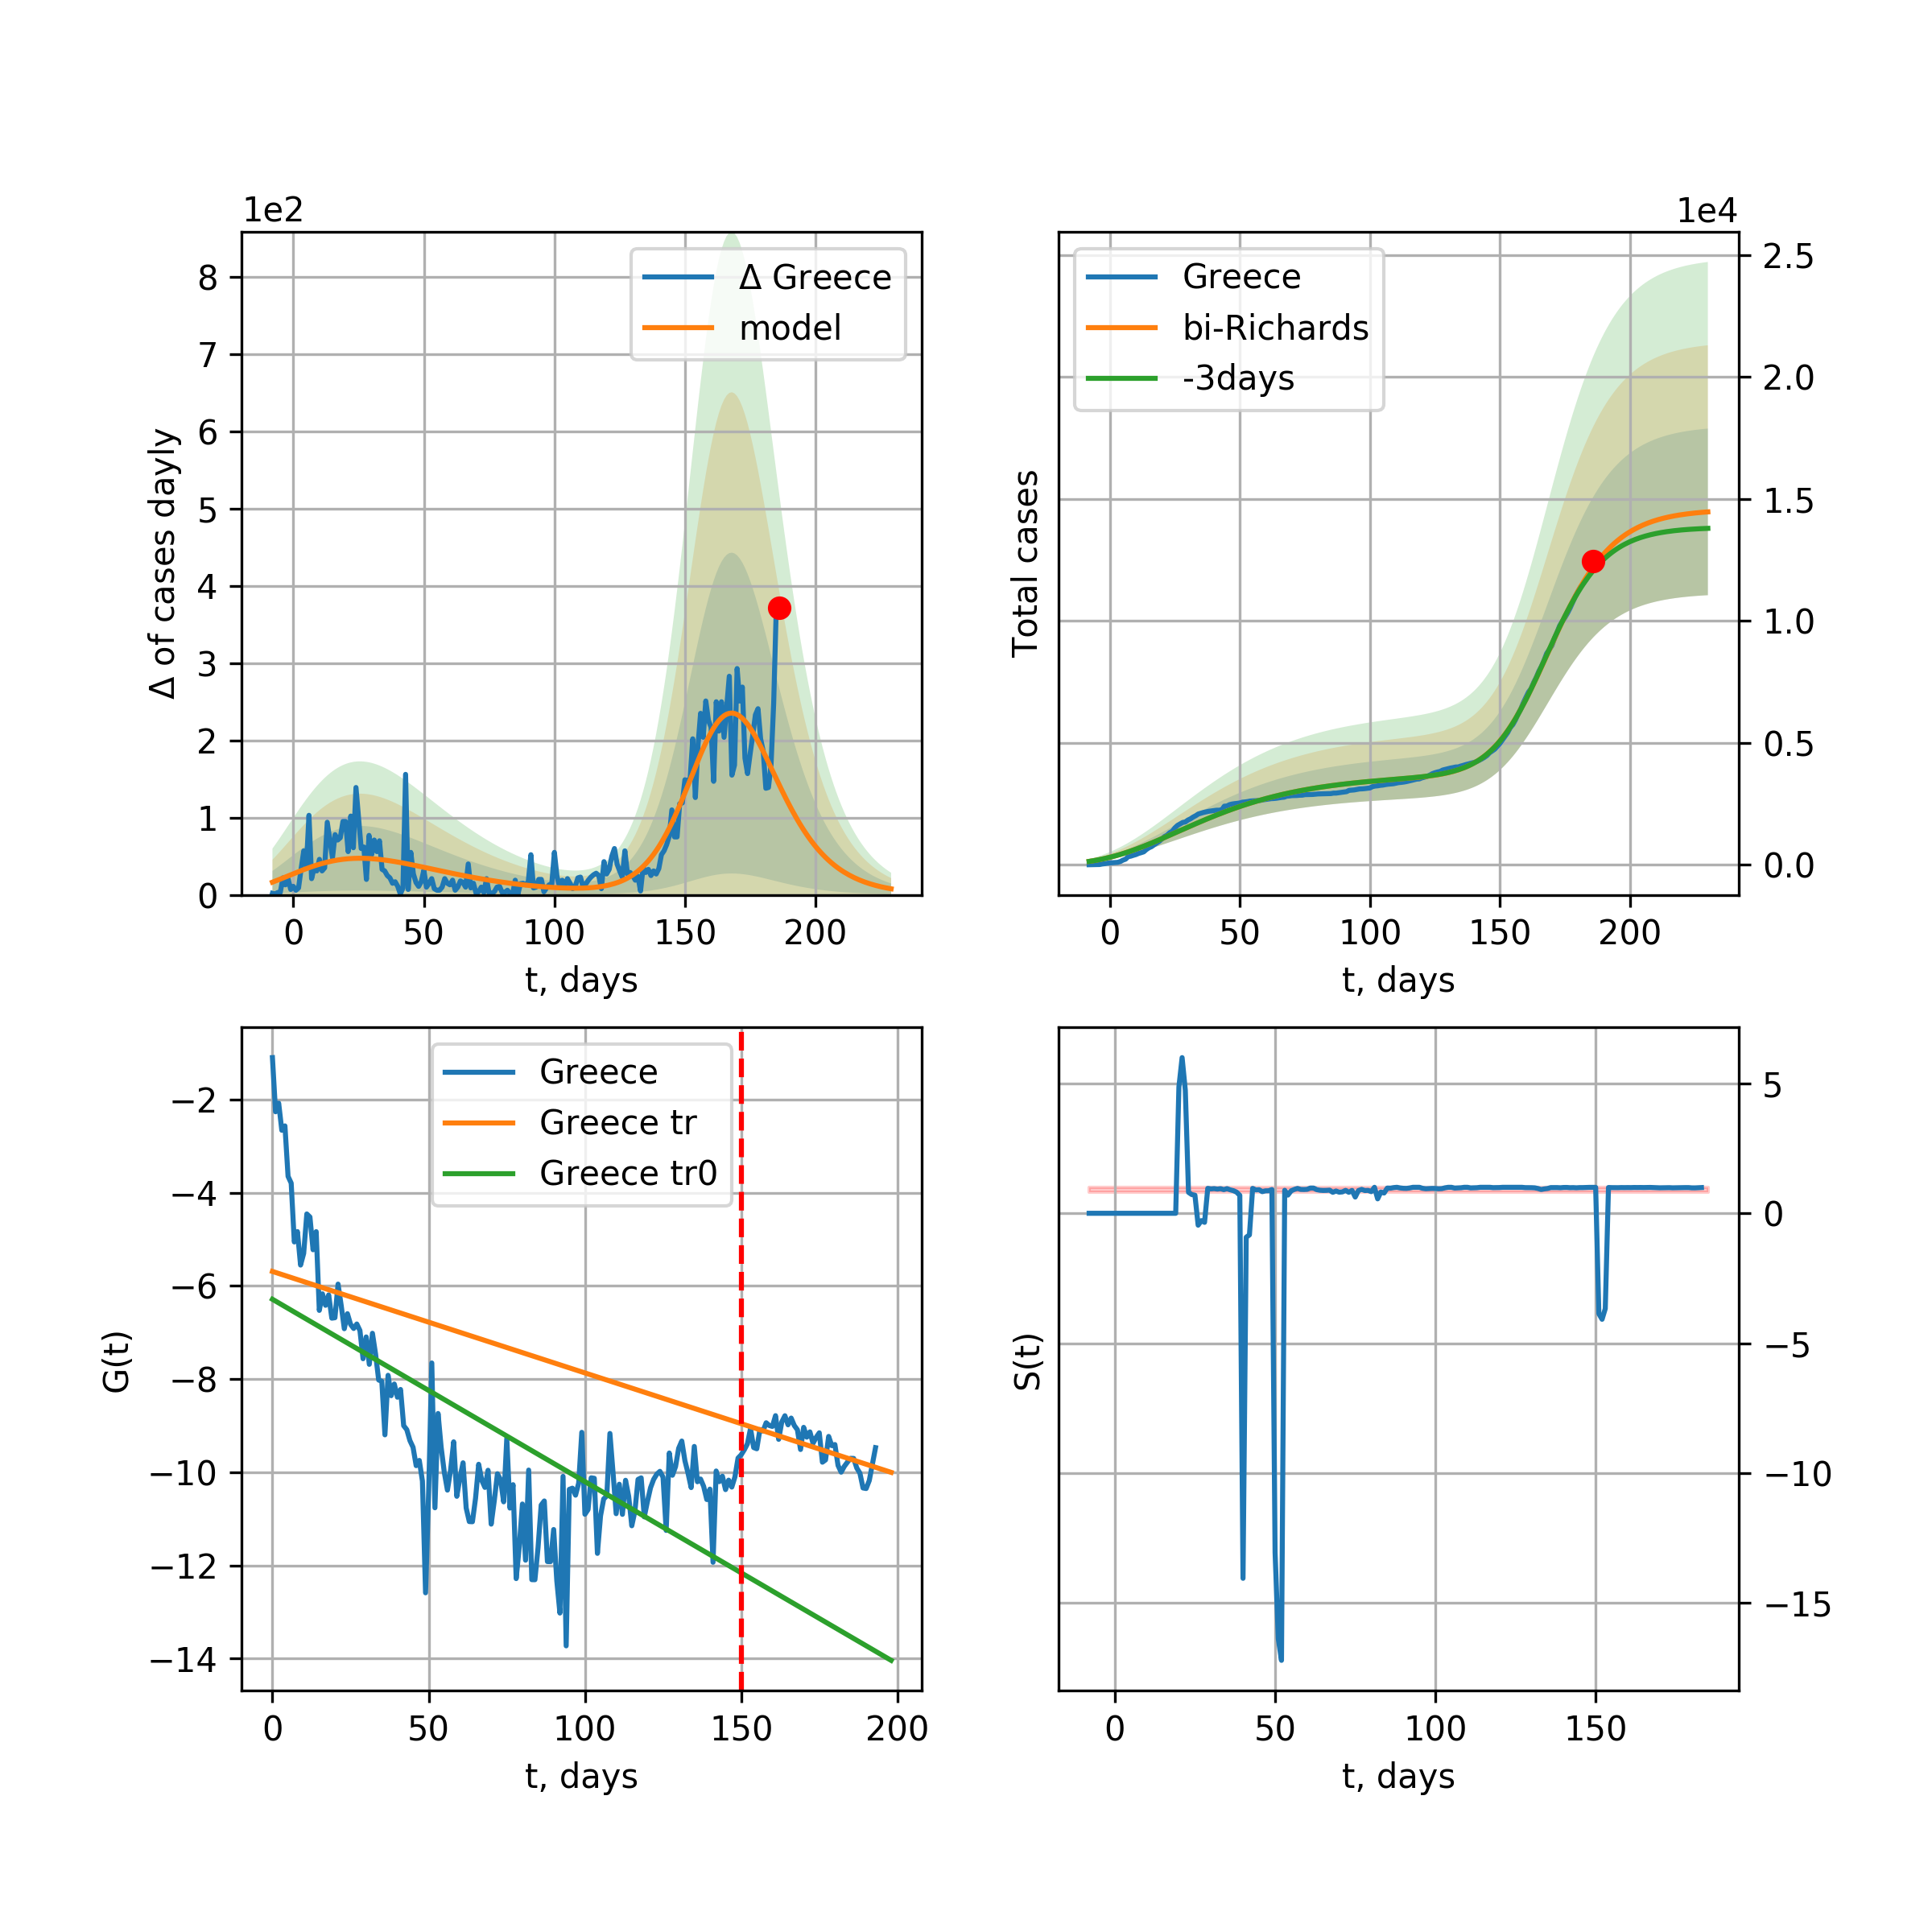 1e2
Δ of cases dayly
8
7
6
5
4
3
2
1
0
Δ Greece
model
0 50 100 150 200
t, days
1e4
Total cases
Greece
bi-Richards
-3days
2.5
2.0
1.5
1.0
0.5
0.0
0 50 100 150 200
t, days
G(t)
−2
−4
−6
−8
−10
−12
−14
Greece
Greece tr
Greece tr0
0 50 100 150 200
t, days
S(t)
5
0
−5
−10
−15
0 50 100 150
t, days